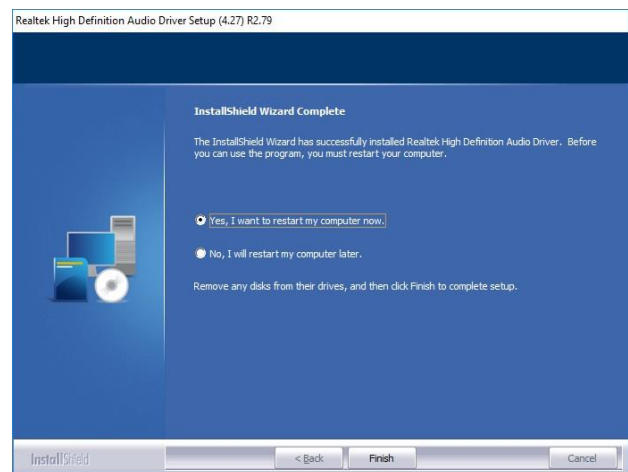 Realtek High Definition Audio Driver Setup (4.27) R2.79
InstallShield Wizard Complete
The InstallShield Wizard has successfully installed Realtek High Definition Audio Driver. Before
you can use the program, you must restart your computer.
Yes, I want to restart my computer now.
No, I will restart my computer later.
Remove any disks from their drives, and then click Finish to complete setup.
InstallShield
< Back Finish Cancel